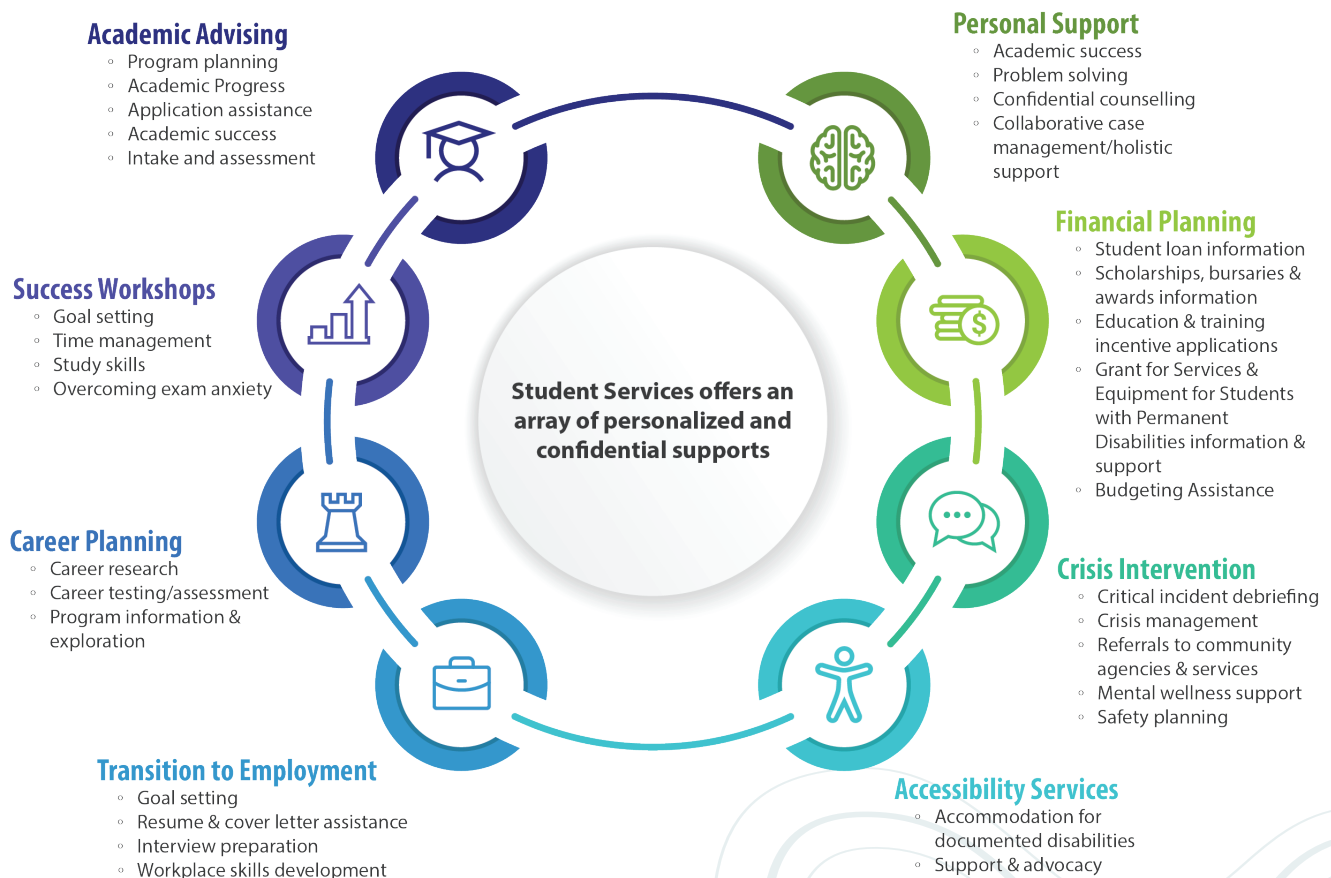 Academic Advising
◦ Program planning
◦ Academic Progress
◦ Application assistance
◦ Academic success
◦ Intake and assessment
Success Workshops
◦ Goal setting
◦ Time management
◦ Study skills
◦ Overcoming exam anxiety
Career Planning
◦ Career research
◦ Career testing/assessment
◦ Program information &
exploration
Transition to Employment
◦ Goal setting
◦ Resume & cover letter assistance
◦ Interview preparation
◦ Workplace skills development
Student Services offers an
array of personalized and
confidential supports
Personal Support
◦ Academic success
◦ Problem solving
◦ Confidential counselling
◦ Collaborative case
management/holistic
support
Financial Planning
◦ Student loan information
◦ Scholarships, bursaries &
awards information
◦ Education & training
incentive applications
◦ Grant for Services &
Equipment for Students
with Permanent
Disabilities information &
support
◦ Budgeting Assistance
$
Crisis Intervention
◦ Critical incident debriefing
◦ Crisis management
◦ Referrals to community
agencies & services
◦ Mental wellness support
◦ Safety planning
Accessibility Services
◦ Accommodation for
documented disabilities
◦ Support & advocacy